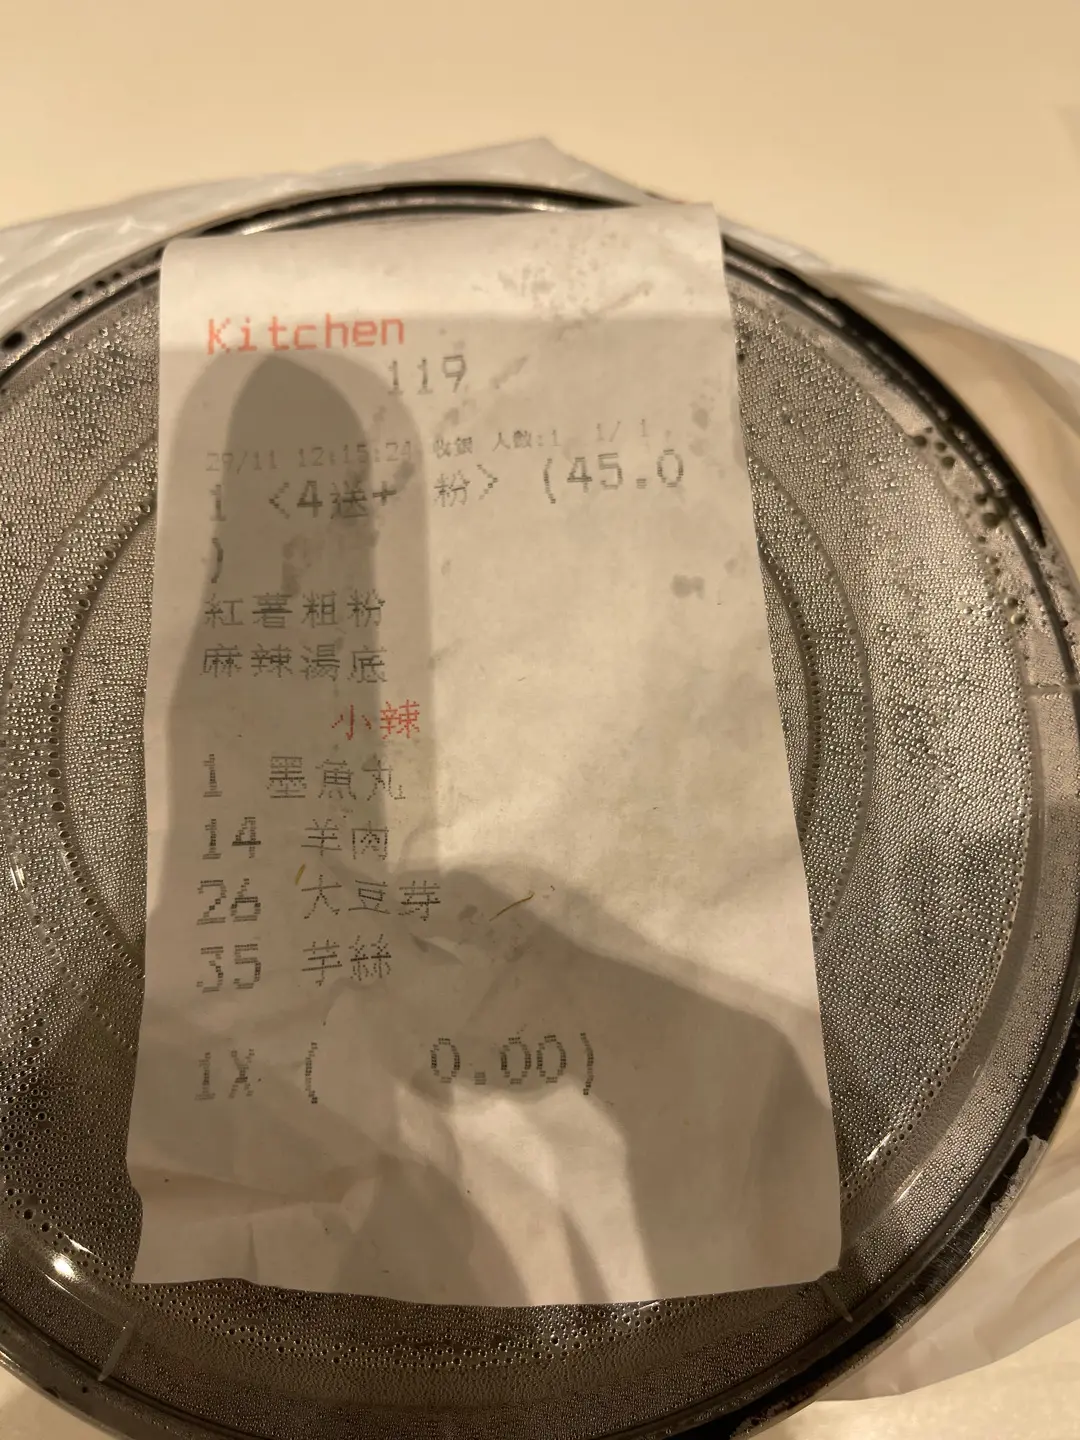 Kitchen
119
29/11 12:15:24 收銀 人數:1 1/ 1
1 <4送+ 粉> (45.0
)
紅薯粗粉
麻辣湯底
小辣
1 墨魚丸
14 羊肉
26 大豆芽
35 芋絲
1X ( 0.00)